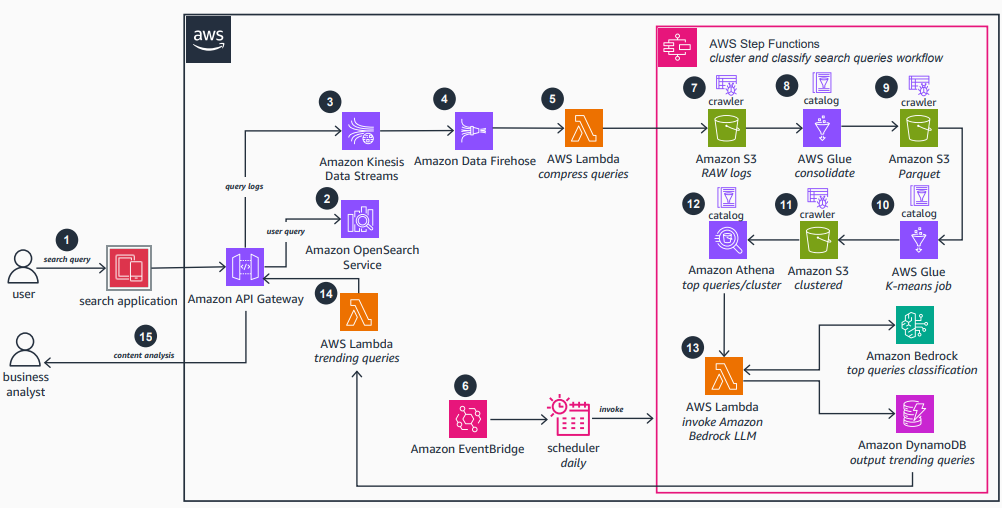 aws
AWS Step Functions
cluster and classify search queries workflow
3
Amazon Kinesis
Data Streams
4
Amazon Data Firehose
5
AWS Lambda
compress queries
7
crawler
Amazon S3
RAW logs
8
catalog
AWS Glue
consolidate
9
crawler
Amazon S3
Parquet
query logs
2
user query
Amazon OpenSearch
Service
12
catalog
Amazon Athena
top queries/cluster
11
crawler
Amazon S3
clustered
10
catalog
AWS Glue
K-means job
1
search query
user
search application
Amazon API Gateway
14
AWS Lambda
trending queries
15
content analysis
business
analyst
13
AWS Lambda
invoke Amazon
Bedrock LLM
Amazon Bedrock
top queries classification
6
Amazon EventBridge
scheduler
daily
invoke
Amazon DynamoDB
output trending queries